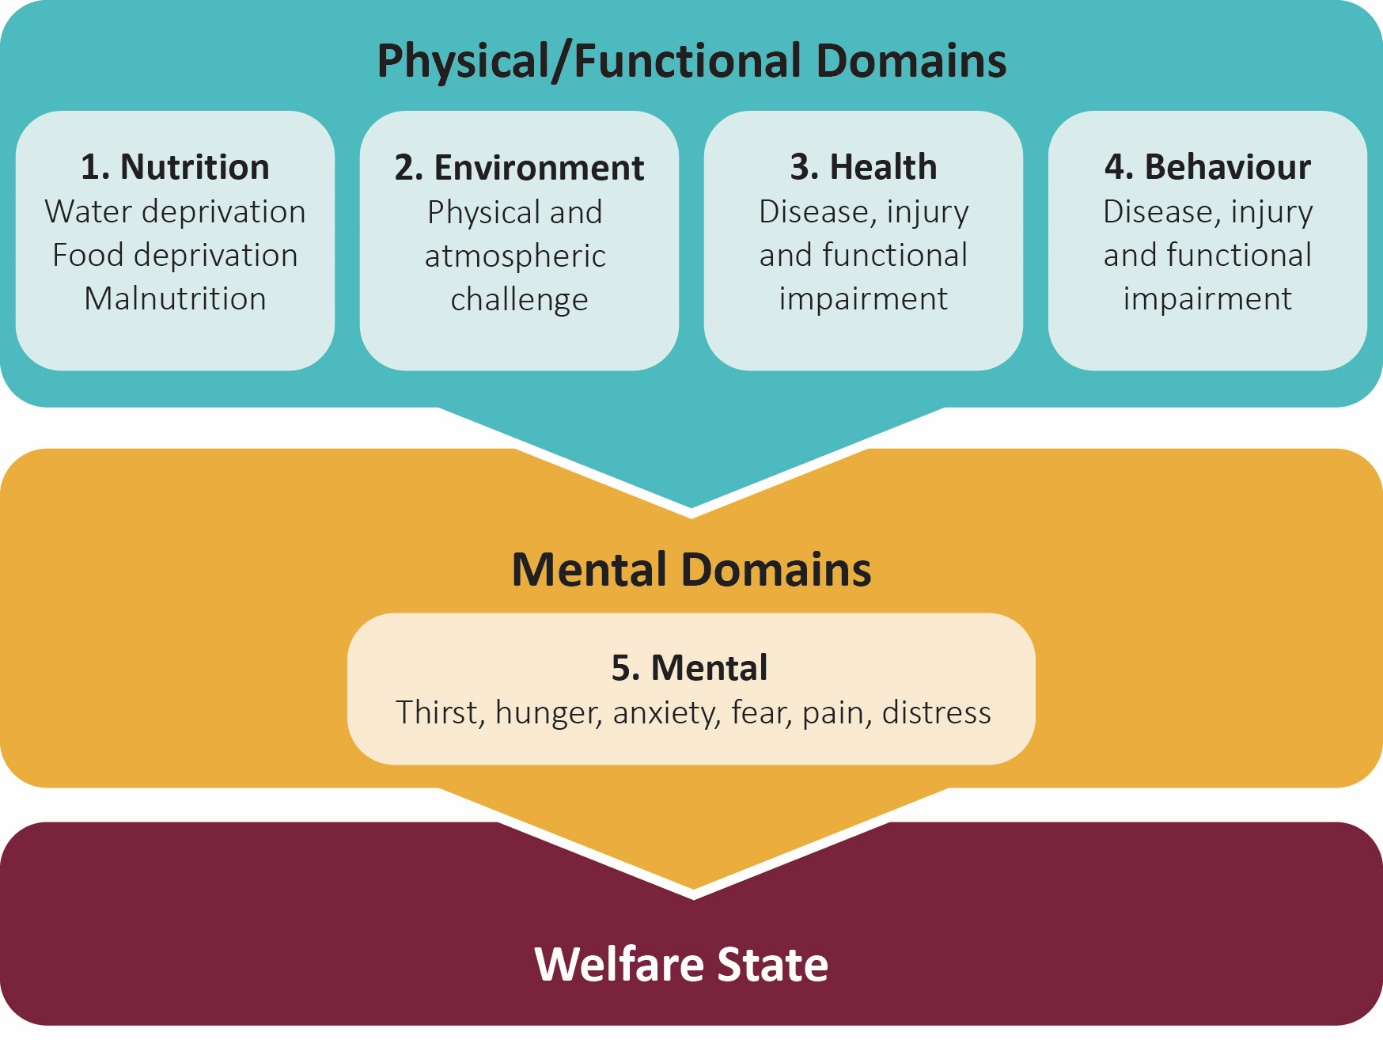 Physical/Functional Domains
1. Nutrition
Water deprivation
Food deprivation
Malnutrition
2. Environment
Physical and
atmospheric
challenge
3. Health
Disease, injury
and functional
impairment
4. Behaviour
Disease, injury
and functional
impairment
Mental Domains
5. Mental
Thirst, hunger, anxiety, fear, pain, distress
Welfare State